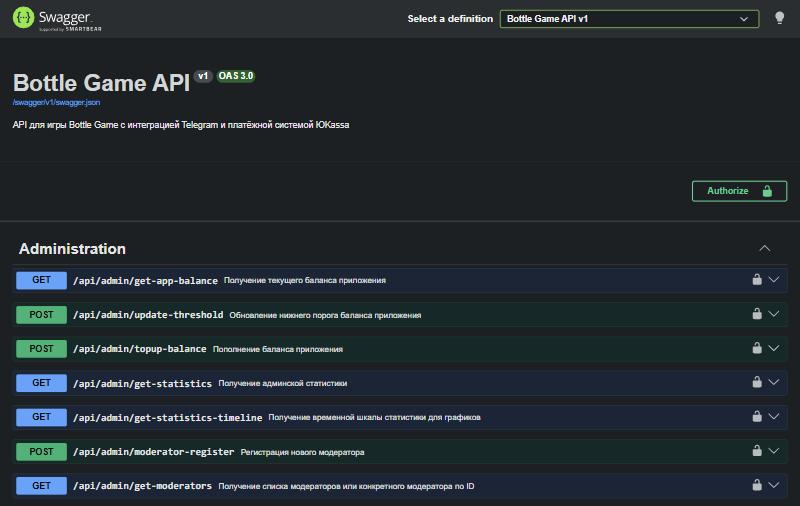 Swagger.
Supported by SMARTBEAR
Select a definition
Bottle Game API v1
Bottle Game API v1 OAS 3.0
/swagger/v1/swagger.json
API для игры Bottle Game с интеграцией Telegram и платёжной системой ЮKassa
Authorize
Administration
GET /api/admin/get-app-balance Получение текущего баланса приложения
POST /api/admin/update-threshold Обновление нижнего порога баланса приложения
POST /api/admin/topup-balance Пополнение баланса приложения
GET /api/admin/get-statistics Получение админской статистики
GET /api/admin/get-statistics-timeline Получение временной шкалы статистики для графиков
POST /api/admin/moderator-register Регистрация нового модератора
GET /api/admin/get-moderators Получение списка модераторов или конкретного модератора по ID